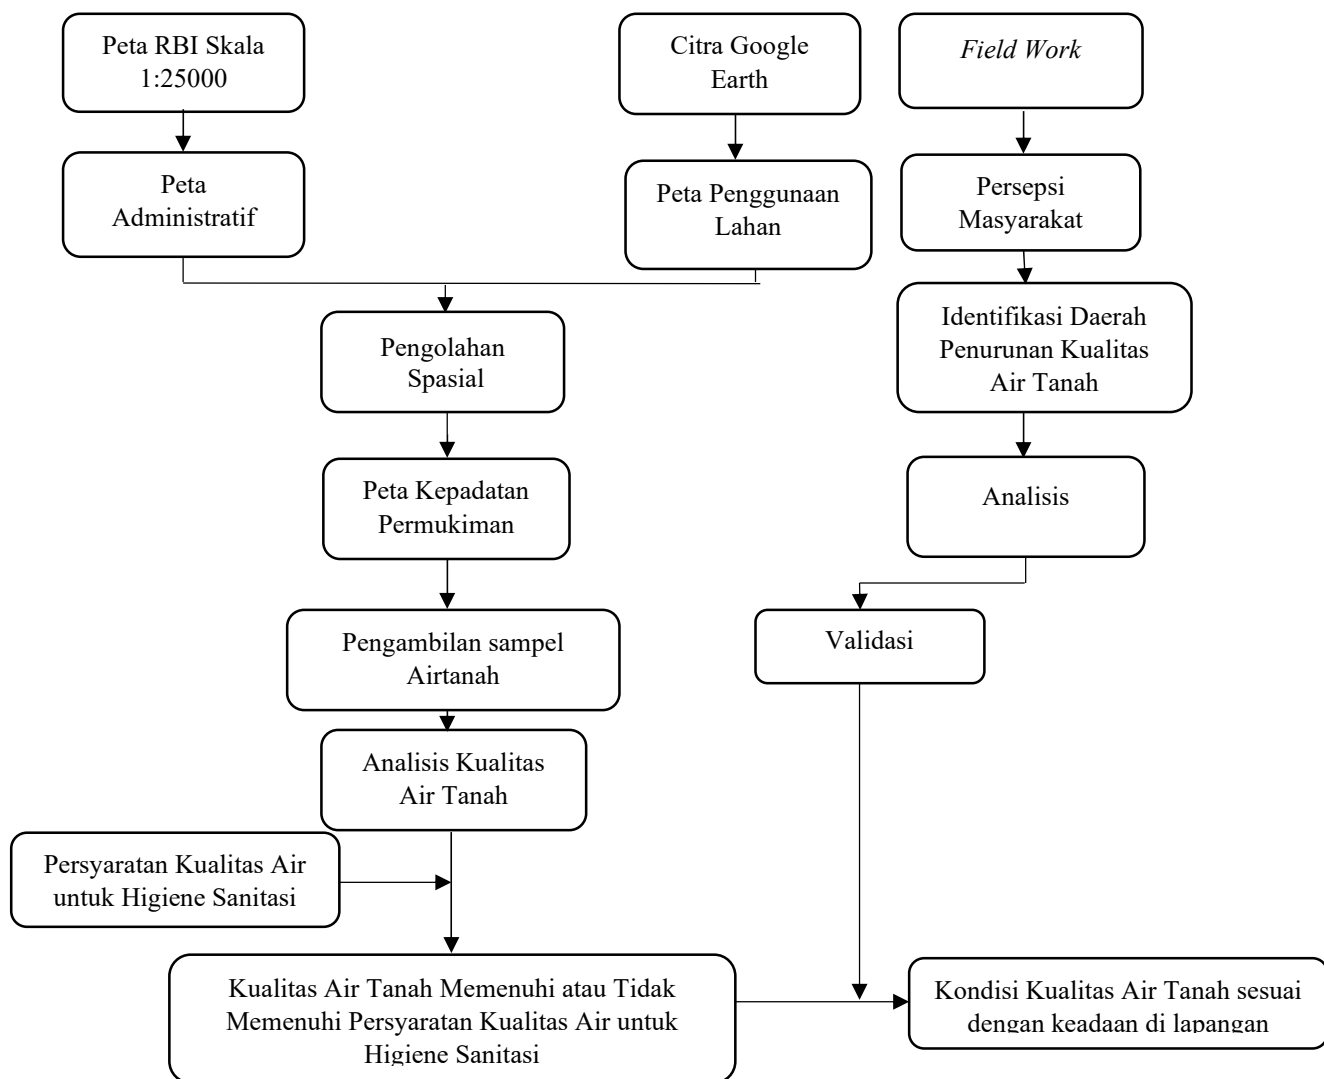 Peta RBI Skala
1:25000
Citra Google
Earth
Field Work
Peta
Administratif
Peta Penggunaan
Lahan
Persepsi
Masyarakat
Pengolahan
Spasial
Identifikasi Daerah
Penurunan Kualitas
Air Tanah
Peta Kepadatan
Permukiman
Analisis
Pengambilan sampel
Airtanah
Validasi
Analisis Kualitas
Air Tanah
Persyaratan Kualitas Air
untuk Higiene Sanitasi
Kualitas Air Tanah Memenuhi atau Tidak
Memenuhi Persyaratan Kualitas Air untuk
Higiene Sanitasi
Kondisi Kualitas Air Tanah sesuai
dengan keadaan di lapangan